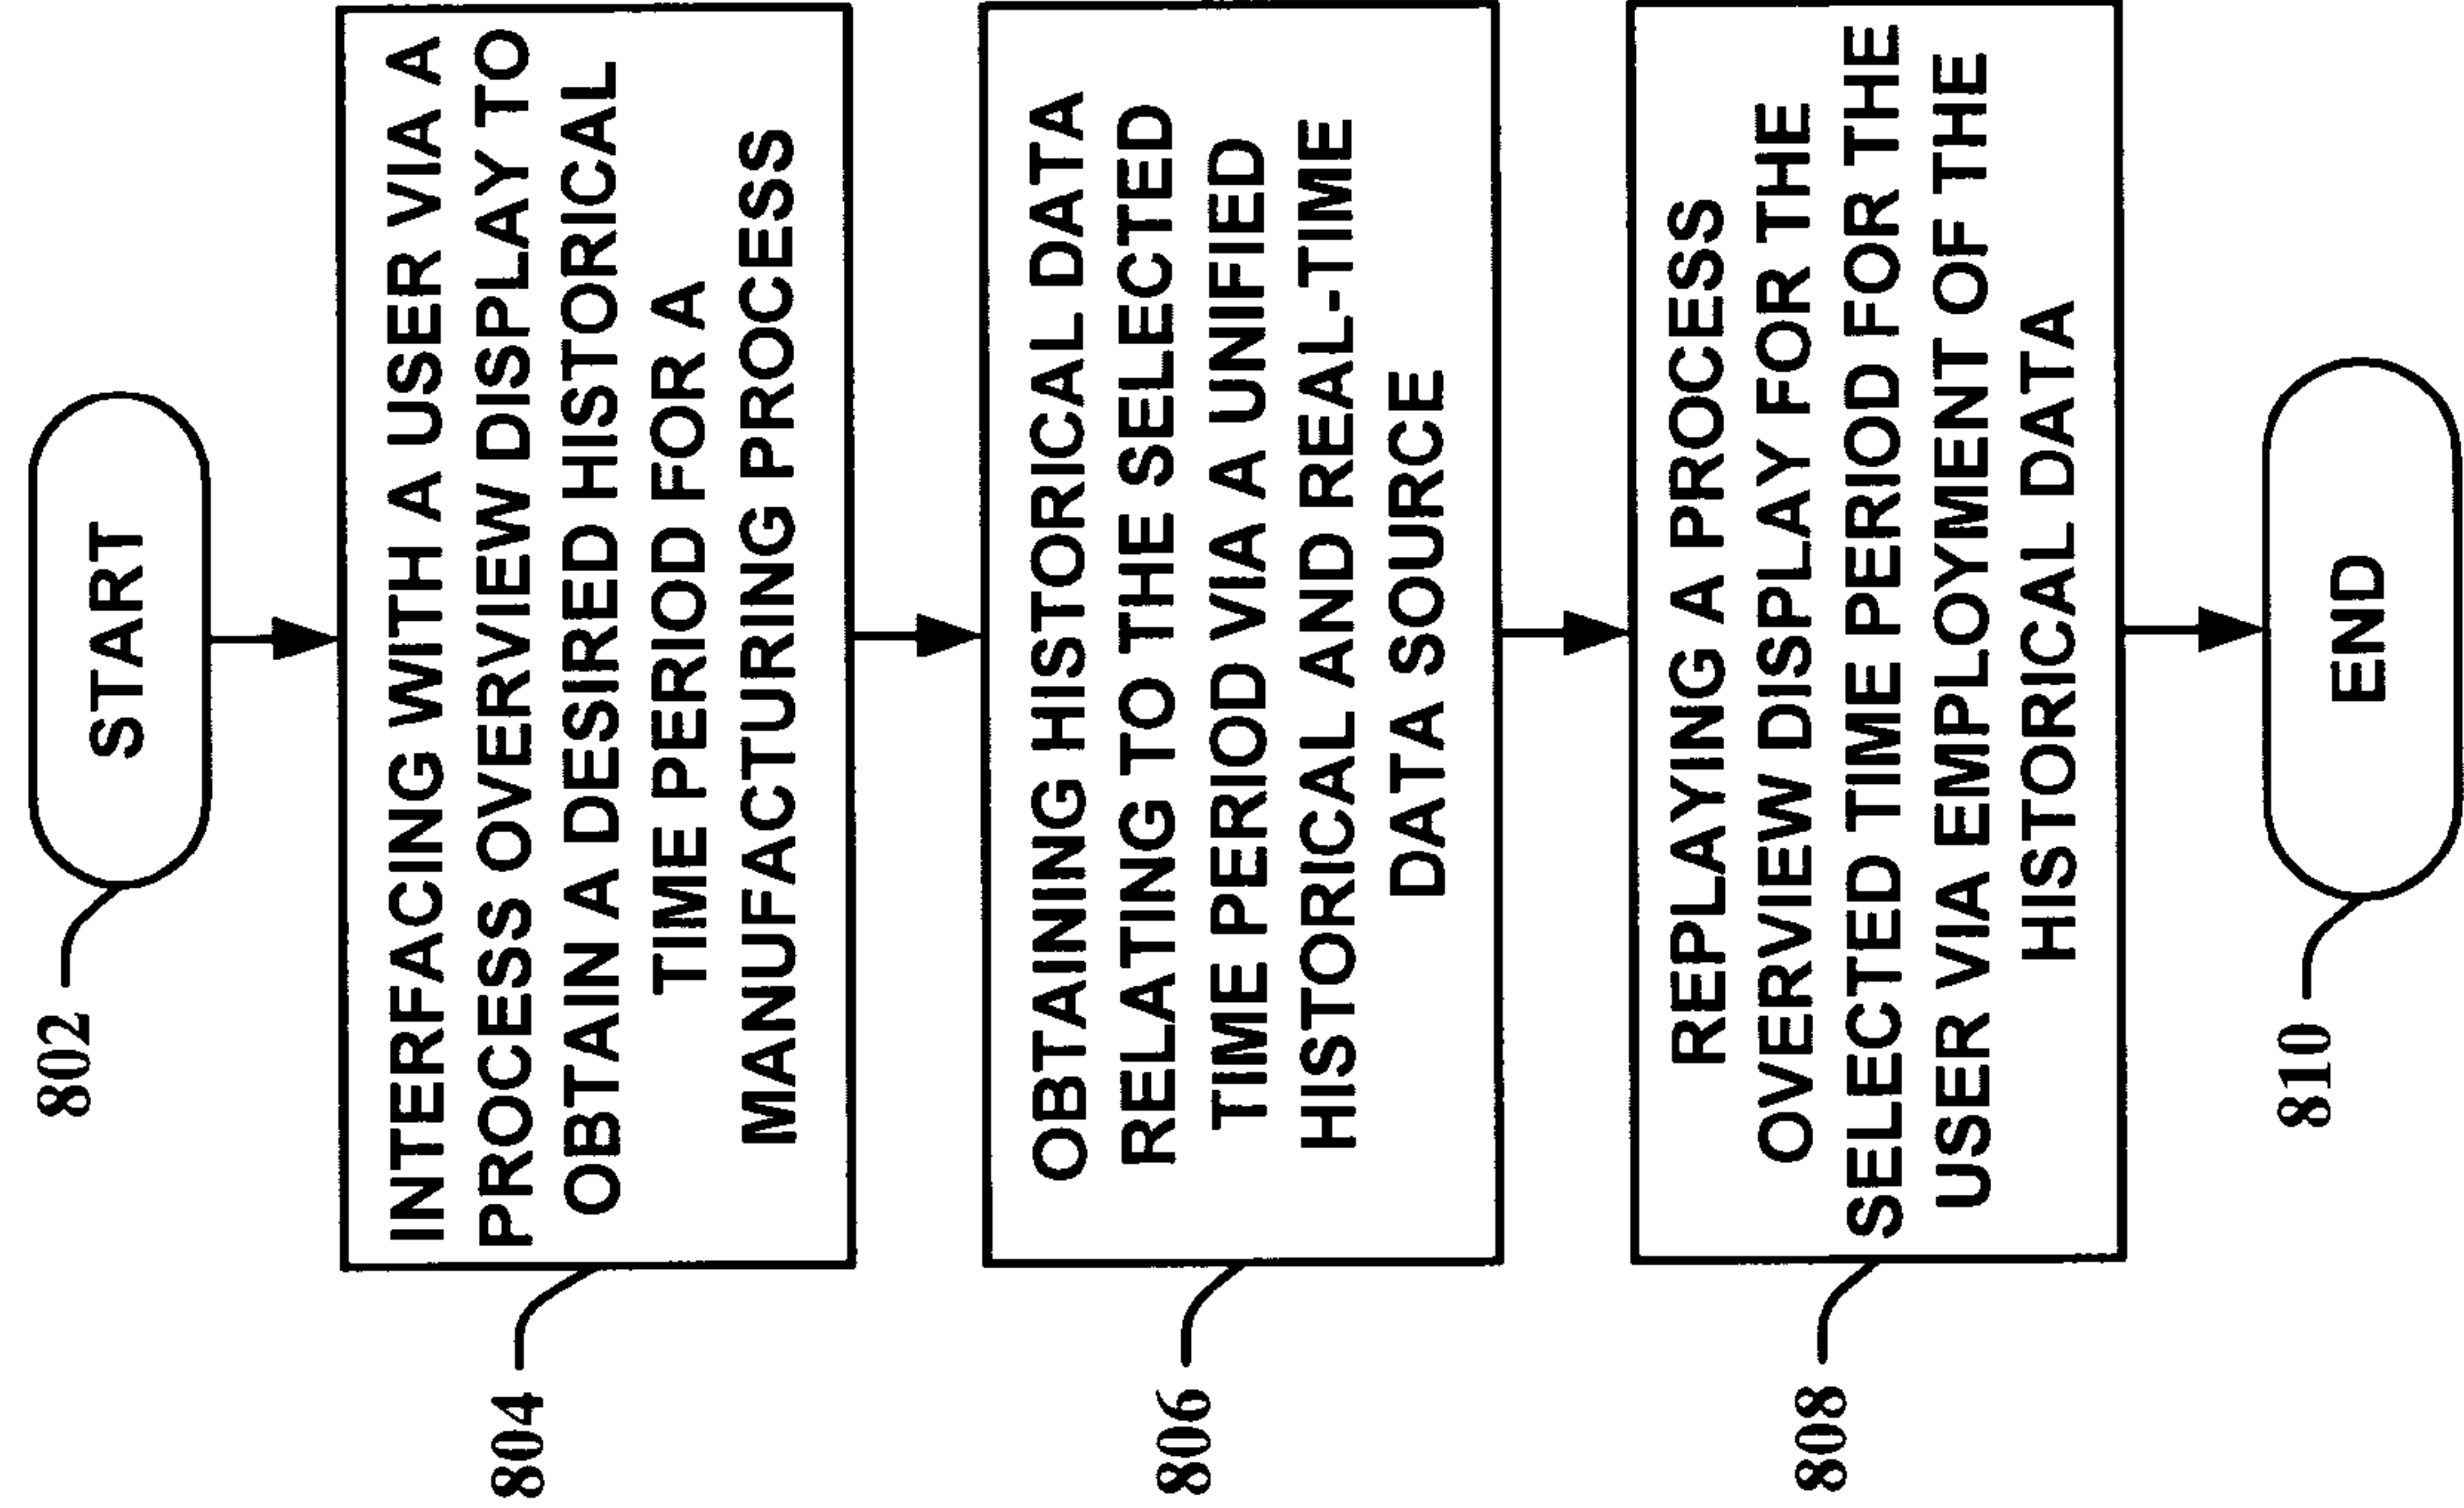 START
802
INTERFACING WITH A USER VIA A
PROCESS OVERVIEW DISPLAY TO
OBTAIN A DESIRED HISTORICAL
TIME PERIOD FOR A
MANUFACTURING PROCESS
804
OBTAINING HISTORICAL DATA
RELATING TO THE SELECTED
TIME PERIOD VIA A UNIFIED
HISTORICAL AND REAL-TIME
DATA SOURCE
806
REPLAYING A PROCESS
OVERVIEW DISPLAY FOR THE
SELECTED TIME PERIOD FOR THE
USER VIA EMPLOYMENT OF THE
HISTORICAL DATA
808
END
810